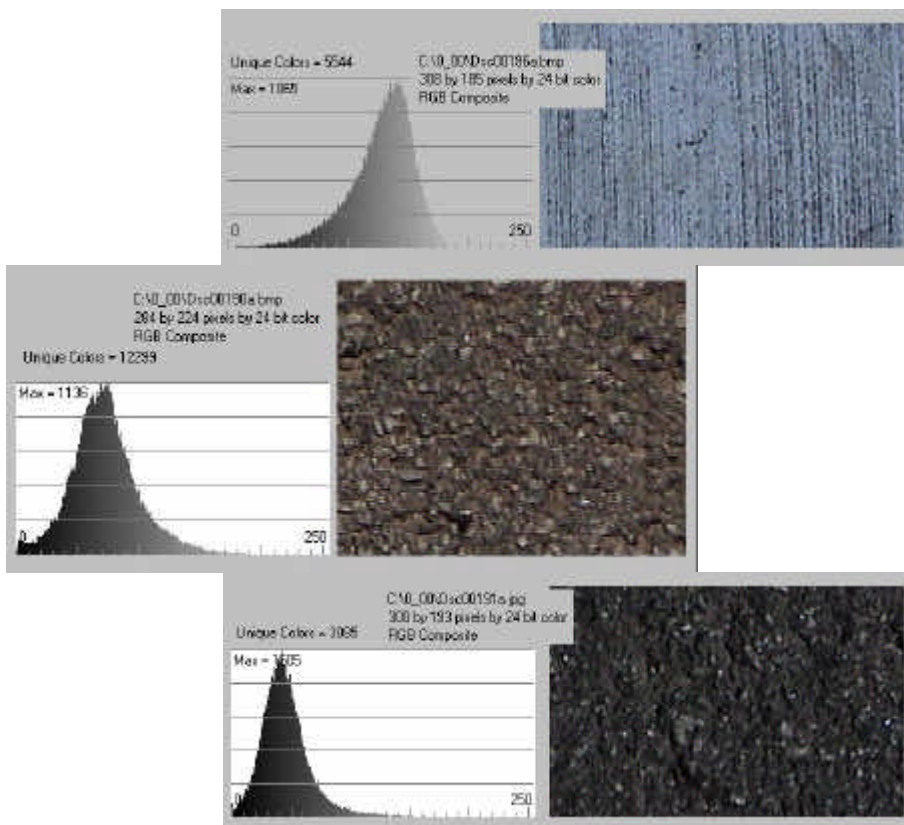 Unique Colors = 5544
C:\0_00\Dsc00186a.bmp
308 by 185 pixels by 24 bit color
Max = 1069
RGB Composite
0 250
C:\0_00\Dsc00190a.bmp
284 by 224 pixels by 24 bit color
RGB Composite
Unique Colors = 12299
Max = 1136
0 250
C:\0_00\Dsc00191a.jpg
308 by 193 pixels by 24 bit color
Unique Colors = 3085
RGB Composite
Max = 1605
0 250